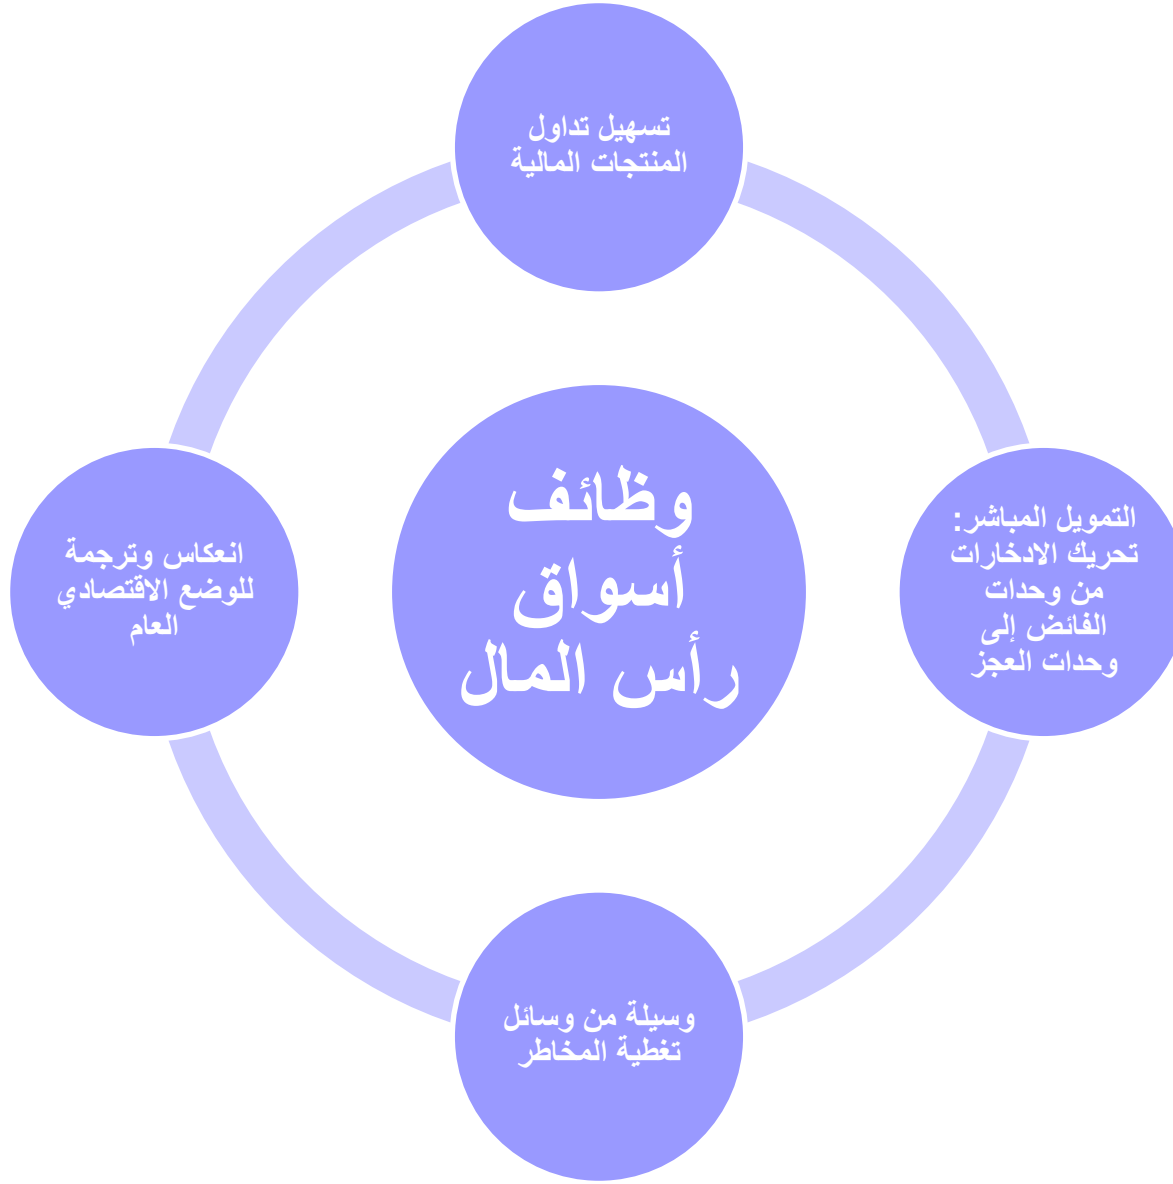 تسهيل تداول
المنتجات المالية
التمويل المباشر:
تحريك الادخارات
من وحدات
الفائض إلى
وحدات العجز
وظائف
أسواق
رأس المال
انعكاس وترجمة
للوضع الاقتصادي
العام
وسيلة من وسائل
تغطية المخاطر